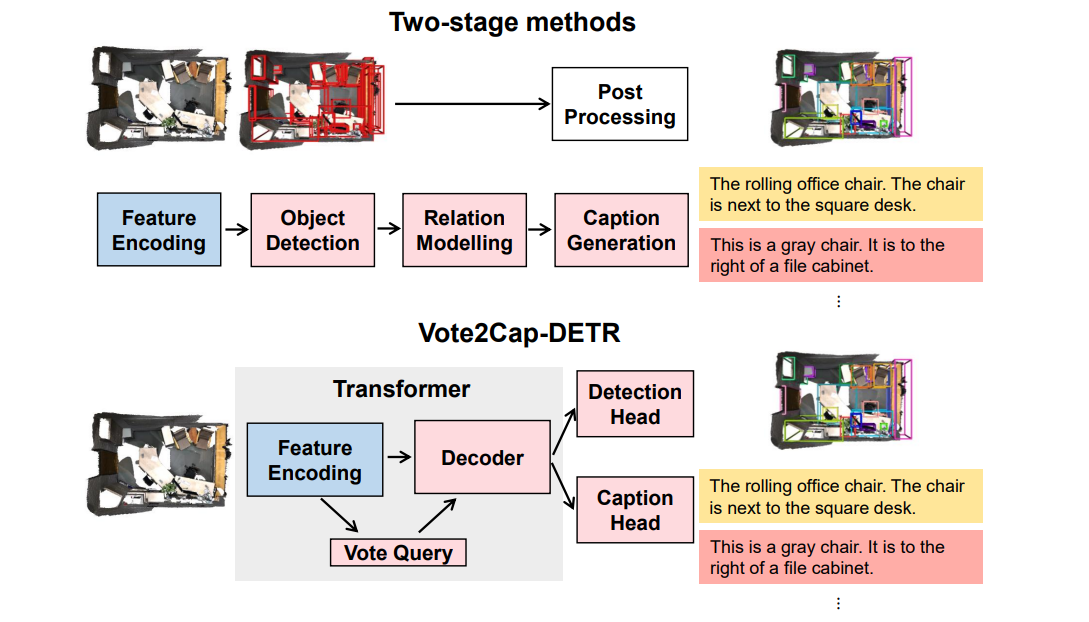 Two-stage methods
Post
Processing
Feature
Encoding
Object
Detection
Relation
Modelling
Caption
Generation
The rolling office chair. The chair
is next to the square desk.
This is a gray chair. It is to the
right of a file cabinet.
⋮
Vote2Cap-DETR
Transformer
Feature
Encoding
Decoder
Vote Query
Detection
Head
Caption
Head
The rolling office chair. The chair
is next to the square desk.
This is a gray chair. It is to the
right of a file cabinet.
⋮